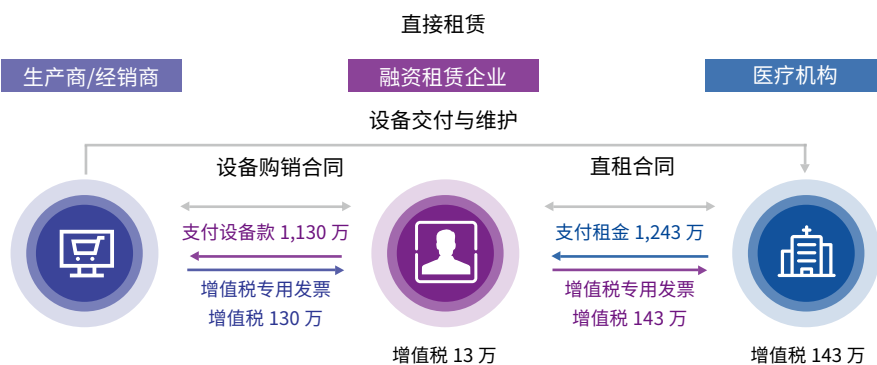 直接租赁
生产商/经销商
融资租赁企业
医疗机构
设备交付与维护
设备购销合同
直租合同
支付设备款 1,130 万
支付租金 1,243 万
增值税专用发票
增值税 130 万
增值税专用发票
增值税 143 万
增值税 13 万
增值税 143 万